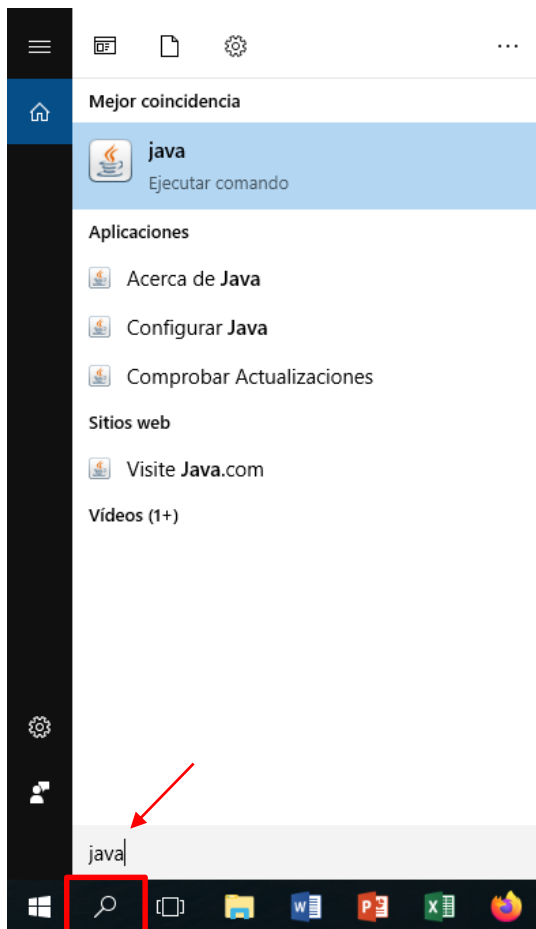 Mejor coincidencia
java
Ejecutar comando
Aplicaciones
Acerca de Java
Configurar Java
Comprobar Actualizaciones
Sitios web
Visite Java.com
Vídeos (1+)
java